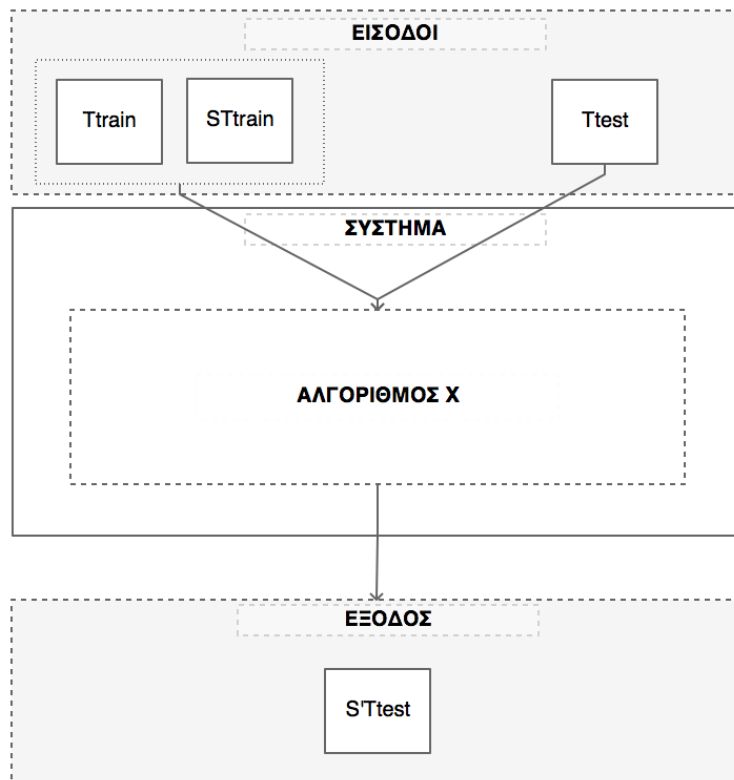 ΕΙΣΟΔΟΙ
Ttrain
STtrain
Ttest
ΣΥΣΤΗΜΑ
ΑΛΓΟΡΙΘΜΟΣ Χ
ΕΞΟΔΟΣ
S'Ttest